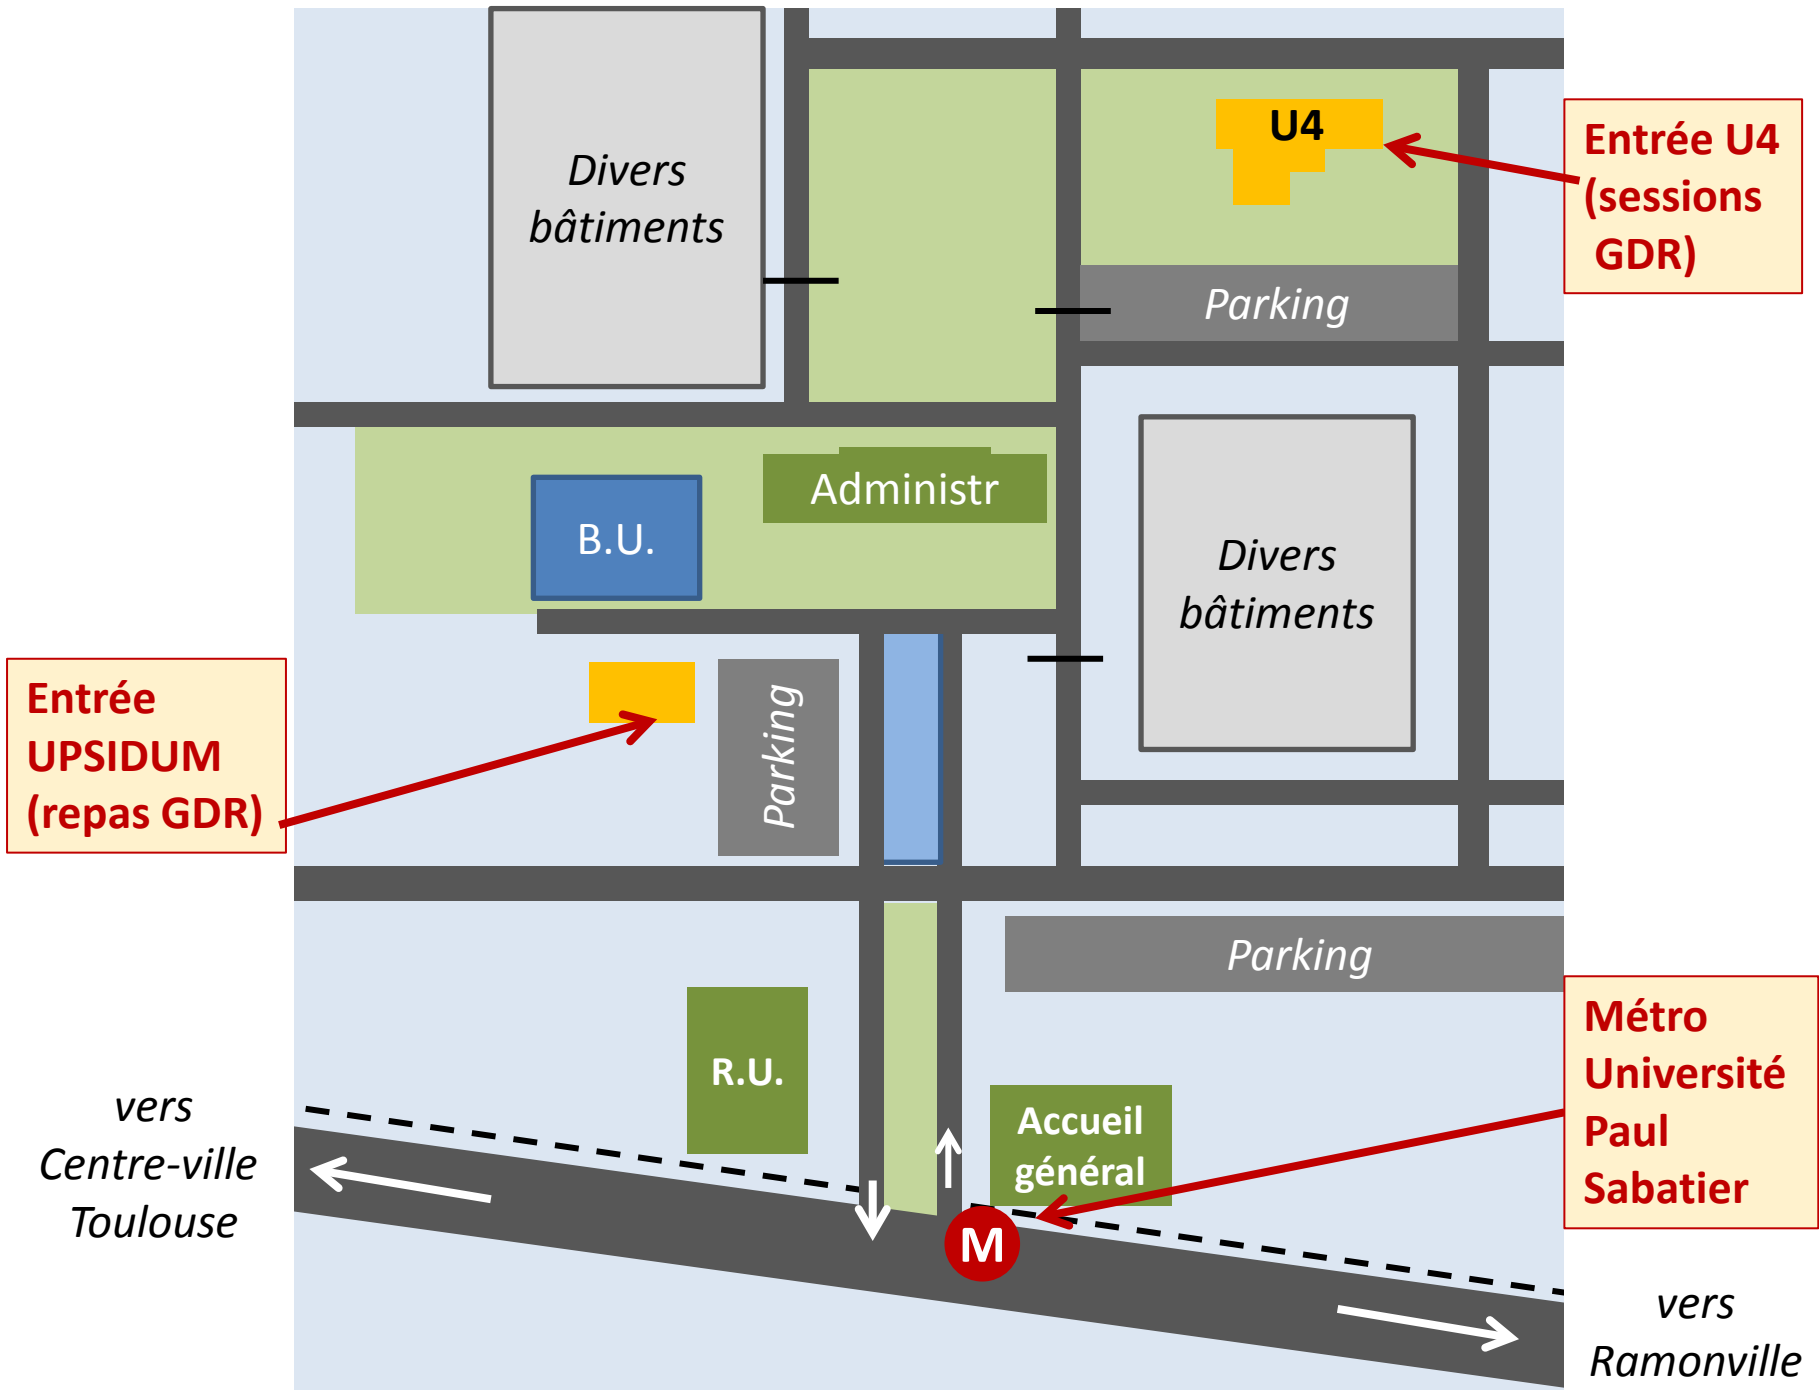 Divers
bâtiments
U4
Entrée U4
(sessions
GDR)
Parking
Administr
B.U.
Divers
bâtiments
Entrée
UPSIDUM
(repas GDR)
Parking
Parking
R.U.
Accueil
général
Métro
Université
Paul
Sabatier
vers
Centre-ville
Toulouse
M
vers
Ramonville